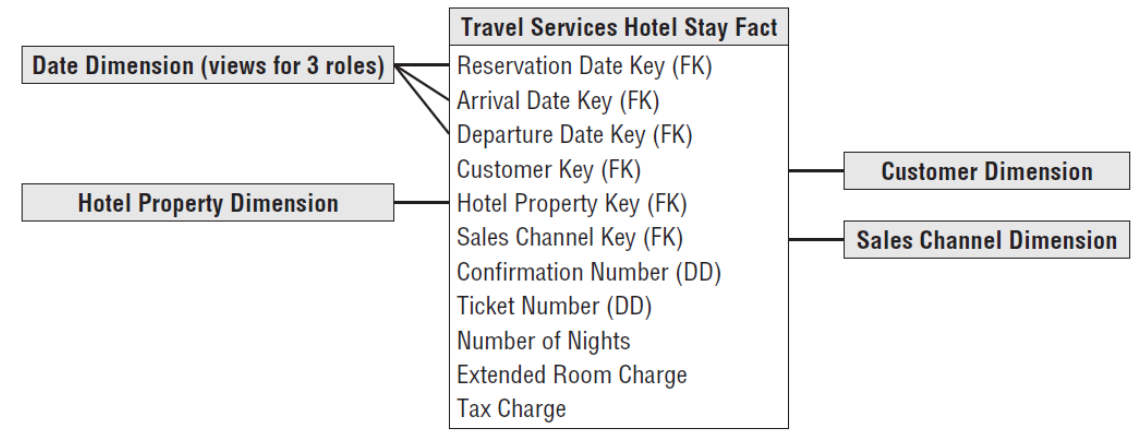 Travel Services Hotel Stay Fact
Date Dimension (views for 3 roles)
Reservation Date Key (FK)
Arrival Date Key (FK)
Departure Date Key (FK)
Customer Key (FK)
Customer Dimension
Hotel Property Dimension
Hotel Property Key (FK)
Sales Channel Key (FK)
Sales Channel Dimension
Confirmation Number (DD)
Ticket Number (DD)
Number of Nights
Extended Room Charge
Tax Charge